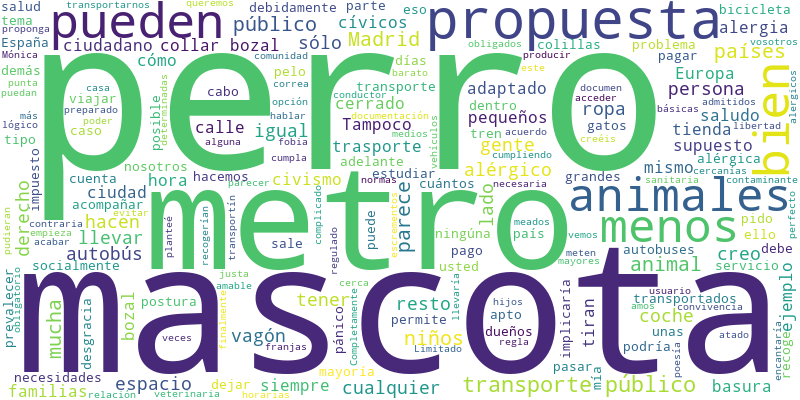 salud transportarnos queremos
tema pueden debidamente parte eso propuesta bicicleta
proponga público cívicos colillas vosotros
España ciudadano collar bozal sólo Madrid problema países alergia obligados
Mónica cómo pelo días barato pagar producir
demás casa comunidad transporte Europa este
punta puedan viajar preparado poder cabo correa conductor adaptado dentro persona documen acceder bien alergicos
más opción hablar cerrado ropa admitidos
lógico caso posible determinadas calle alguna documentación Tampoco pequeños gatos básicas
tipo perro igual fobia medios vehículos tren acuerdo saludo tienda libertad
nosotros cumpla trasporte gente cumpliendo creéis
impuesto cuenta hora parecer adelante alérgico supuesto alérgica cercanías
derecho acompañar hacemos civismo estudiar normas necesaria grandes mismo sanitaria contaminante
ciudad evitar metro cuántos lado animales perfecto
pudieran hacen recogerían planteé transportín complicado puede excrementos parece ninguna meados pido ello
contraria llevar sale regulado país vemos menos
empieza acabar autobús justa usted autobuses debe
prevalecer obligatorio socialmente amable cerca pago meten mayores creo servicio
mucha desgracia bozal mascota tener resto llevaría implicaría animal transportados usuario ejemplo
postura veces finalmente pánico permite hijos apto tiran coche amos convivencia
vagón franjas Completamente niños dueños regla unas poesia atado recoge
necesidades Limitado podría encantaría
familias espacio dejar siempre mayoría cualquier transporte público pasar mía basura
relación veterinaria horarias